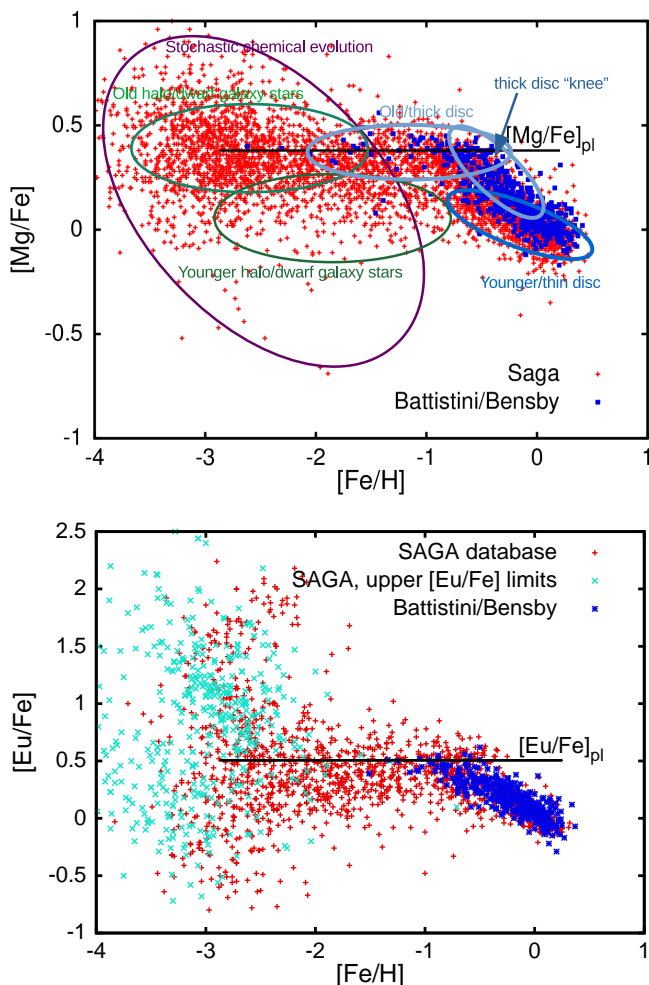 1
0.5
0
-0.5
-1
-4
-3
-2
-1
0
1
[Mg/Fe]
[Fe/H]
Stochastic chemical evolution
Old halo/dwarf galaxy stars
Old/thick disc
thick disc “knee”
[Mg/Fe]pl
Younger halo/dwarf galaxy stars
Younger/thin disc
Saga
Battistini/Bensby
2.5
2
1.5
1
0.5
0
-0.5
-1
-4
-3
-2
-1
0
1
[Eu/Fe]
[Fe/H]
SAGA database
SAGA, upper [Eu/Fe] limits
Battistini/Bensby
[Eu/Fe]pl